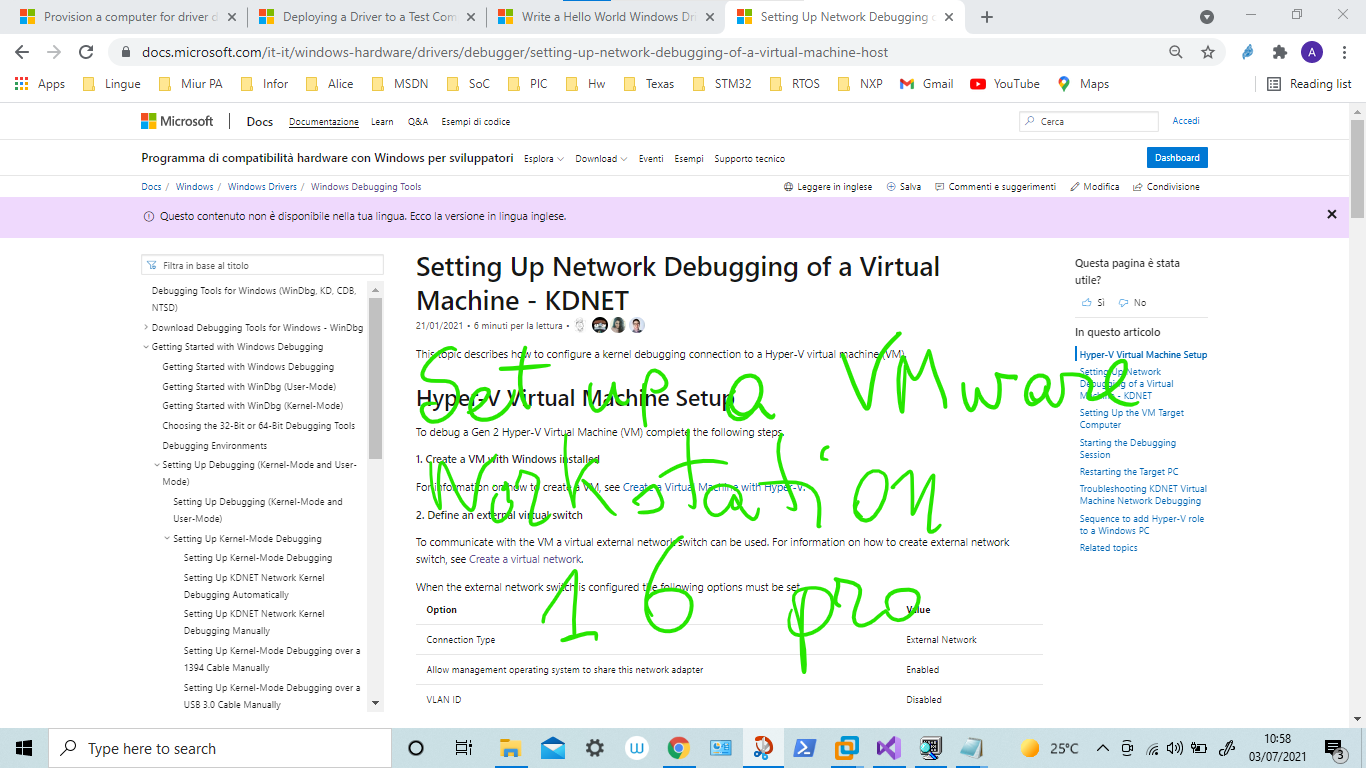 Provision a computer for driver d
Deploying a Driver to a Test Com
Write a Hello World Windows Dri
Setting Up Network Debugging o
docs.microsoft.com/it-it/windows-hardware/drivers/debugger/setting-up-network-debugging-of-a-virtual-machine-host
A
Apps
Lingue
Miur PA
Infor
Alice
MSDN
SoC
PIC
Hw
Texas
STM32
RTOS
NXP
Gmail
YouTube
Maps
Reading list
Microsoft
Docs
Documentazione
Learn
Q&A
Esempi di codice
Cerca
Accedi
Programma di compatibilità hardware con Windows per sviluppatori
Esplora
Download
Eventi
Esempi
Supporto tecnico
Dashboard
Docs / Windows / Windows Drivers / Windows Debugging Tools
Leggere in inglese
Salva
Commenti e suggerimenti
Modifica
Condivisione
Questo contenuto non è disponibile nella tua lingua. Ecco la versione in lingua inglese.
Filtra in base al titolo
Debugging Tools for Windows (WinDbg, KD, CDB,
NTSD)
Download Debugging Tools for Windows - WinDbg
Getting Started with Windows Debugging
Getting Started with Windows Debugging
Getting Started with WinDbg (User-Mode)
Getting Started with WinDbg (Kernel-Mode)
Choosing the 32-Bit or 64-Bit Debugging Tools
Debugging Environments
Setting Up Debugging (Kernel-Mode and User-
Mode)
Setting Up Debugging (Kernel-Mode and
User-Mode)
Setting Up Kernel-Mode Debugging
Setting Up Kernel-Mode Debugging
Setting Up KDNET Network Kernel
Debugging Automatically
Setting Up KDNET Network Kernel
Debugging Manually
Setting Up Kernel-Mode Debugging over a
1394 Cable Manually
Setting Up Kernel-Mode Debugging over a
USB 3.0 Cable Manually
Setting Up Network Debugging of a Virtual
Machine - KDNET
21/01/2021 • 6 minuti per la lettura •
This topic describes how to configure a kernel debugging connection to a Hyper-V virtual machine (VM).
Hyper-V Virtual Machine Setup
To debug a Gen 2 Hyper-V Virtual Machine (VM) complete the following steps.
1. Create a VM with Windows installed
For information on how to create a VM, see Create a Virtual Machine with Hyper-V.
2. Define an external virtual switch
To communicate with the VM a virtual external network switch can be used. For information on how to create external network
switch, see Create a virtual network.
When the external network switch is configured the following options must be set.
Option Value
Connection Type External Network
Allow management operating system to share this network adapter Enabled
VLAN ID Disabled
Set up a VMware
Workstation
16 pro
Questa pagina è stata
utile?
Sì
No
In questo articolo
Hyper-V Virtual Machine Setup
Setting Up Network
Debugging of a Virtual
Machine - KDNET
Setting Up the VM Target
Computer
Starting the Debugging
Session
Restarting the Target PC
Troubleshooting KDNET Virtual
Machine Network Debugging
Sequence to add Hyper-V role
to a Windows PC
Related topics
Type here to search
25°C
10:58
03/07/2021
3